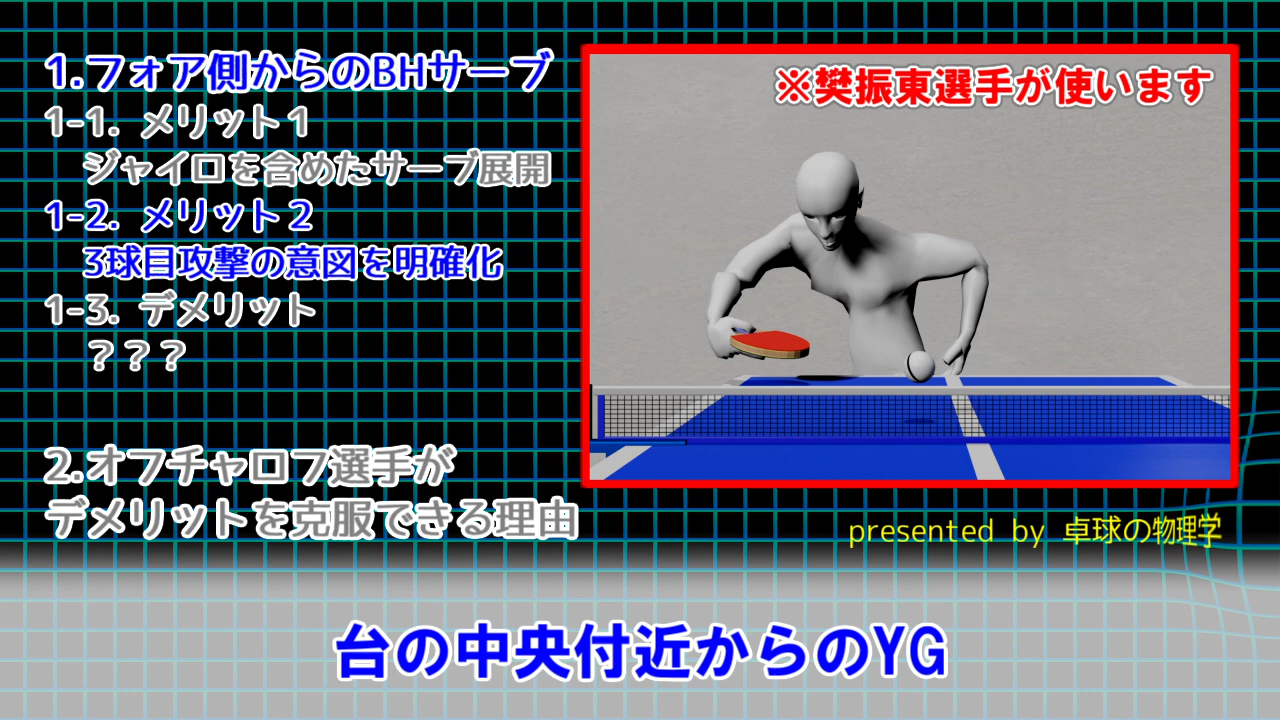 1.フォア側からのBHサーブ
1-1. メリット１
ジャイロを含めたサーブ展開
1-2. メリット２
3球目攻撃の意図を明確化
1-3. デメリット
？？？
2.オフチャロフ選手が
デメリットを克服できる理由
※樊振東選手が使います
presented by 卓球の物理学
台の中央付近からのYG